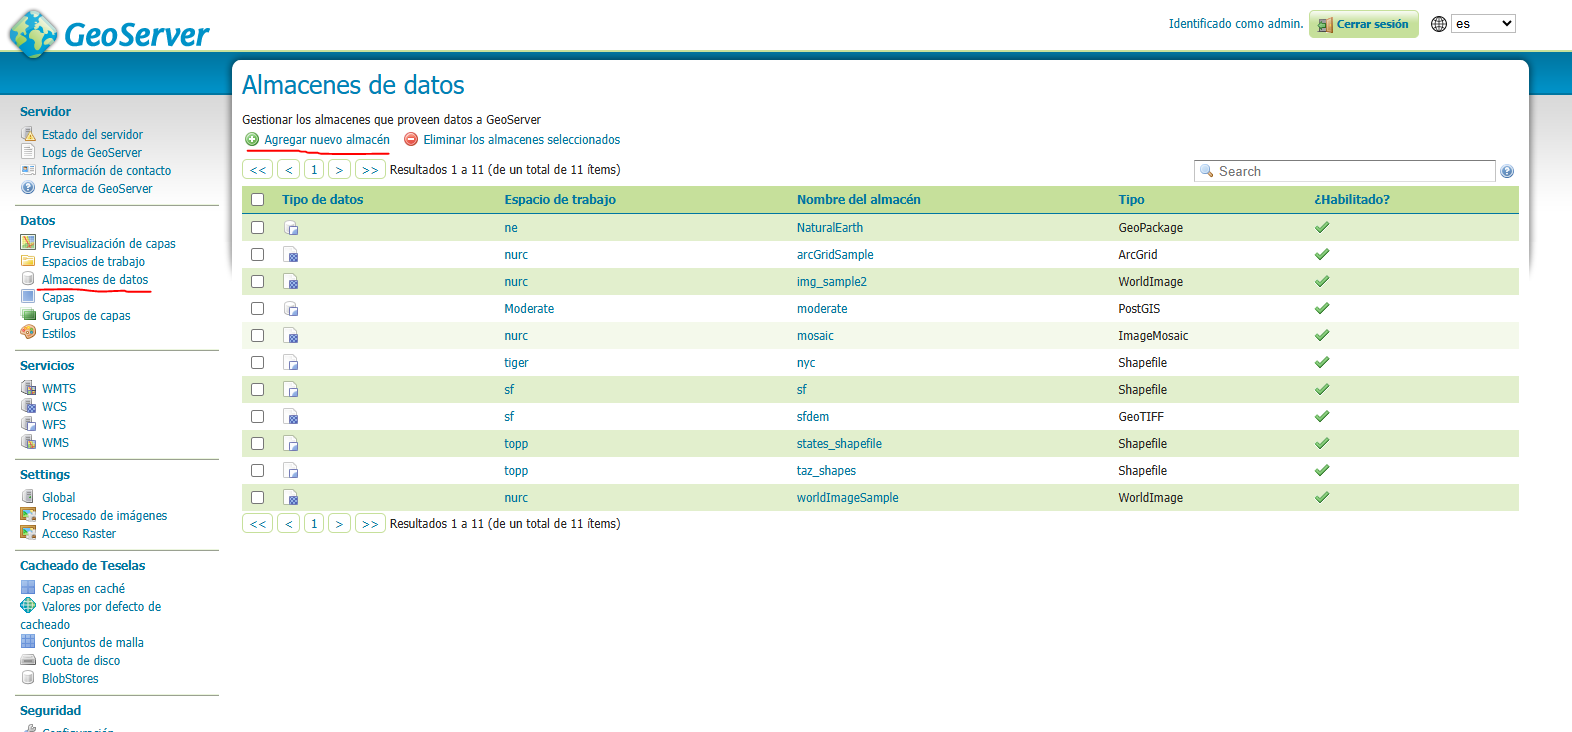 GeoServer
Identificado como admin. Cerrar sesión es
Servidor
Estado del servidor
Logs de GeoServer
Información de contacto
Acerca de GeoServer
Datos
Previsualización de capas
Espacios de trabajo
Almacenes de datos
Capas
Grupos de capas
Estilos
Servicios
WMTS
WCS
WFS
WMS
Settings
Global
Procesado de imágenes
Acceso Raster
Cacheado de Teselas
Capas en caché
Valores por defecto de
cacheado
Conjuntos de malla
Cuota de disco
BlobStores
Seguridad
Configuración
Almacenes de datos
Gestionar los almacenes que proveen datos a GeoServer
Agregar nuevo almacén Eliminar los almacenes seleccionados
<< < 1 > >> Resultados 1 a 11 (de un total de 11 ítems) Search
Tipo de datos Espacio de trabajo Nombre del almacén Tipo ¿Habilitado?
ne NaturalEarth GeoPackage
nurc arcGridSample ArcGrid
nurc img_sample2 WorldImage
Moderate moderate PostGIS
nurc mosaic ImageMosaic
tiger nyc Shapefile
sf sf Shapefile
sf sfdem GeoTIFF
topp states_shapefile Shapefile
topp taz_shapes Shapefile
nurc worldImageSample WorldImage
<< < 1 > >> Resultados 1 a 11 (de un total de 11 ítems)